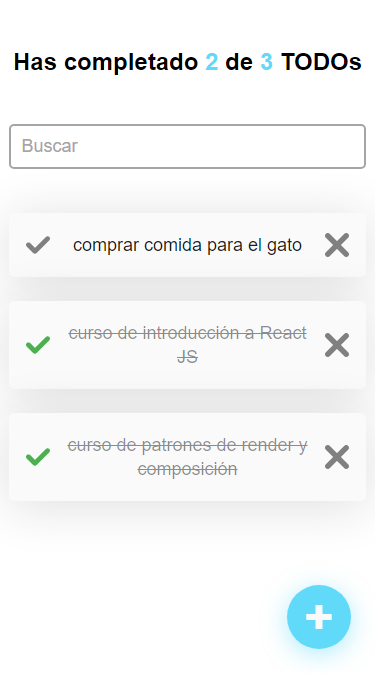 Has completado 2 de 3 TODOs
Buscar
comprar comida para el gato
curso de introducción a React
JS
curso de patrones de render y
composición